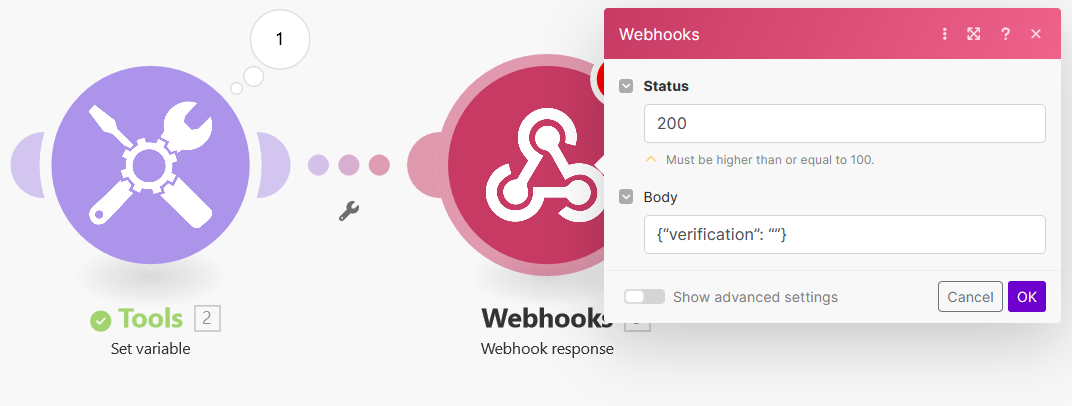 1
Webhooks
Status
200
Must be higher than or equal to 100.
Body
{“verification”: “”}
Show advanced settings
Cancel
OK
Tools 2
Set variable
Webhooks
Webhook response